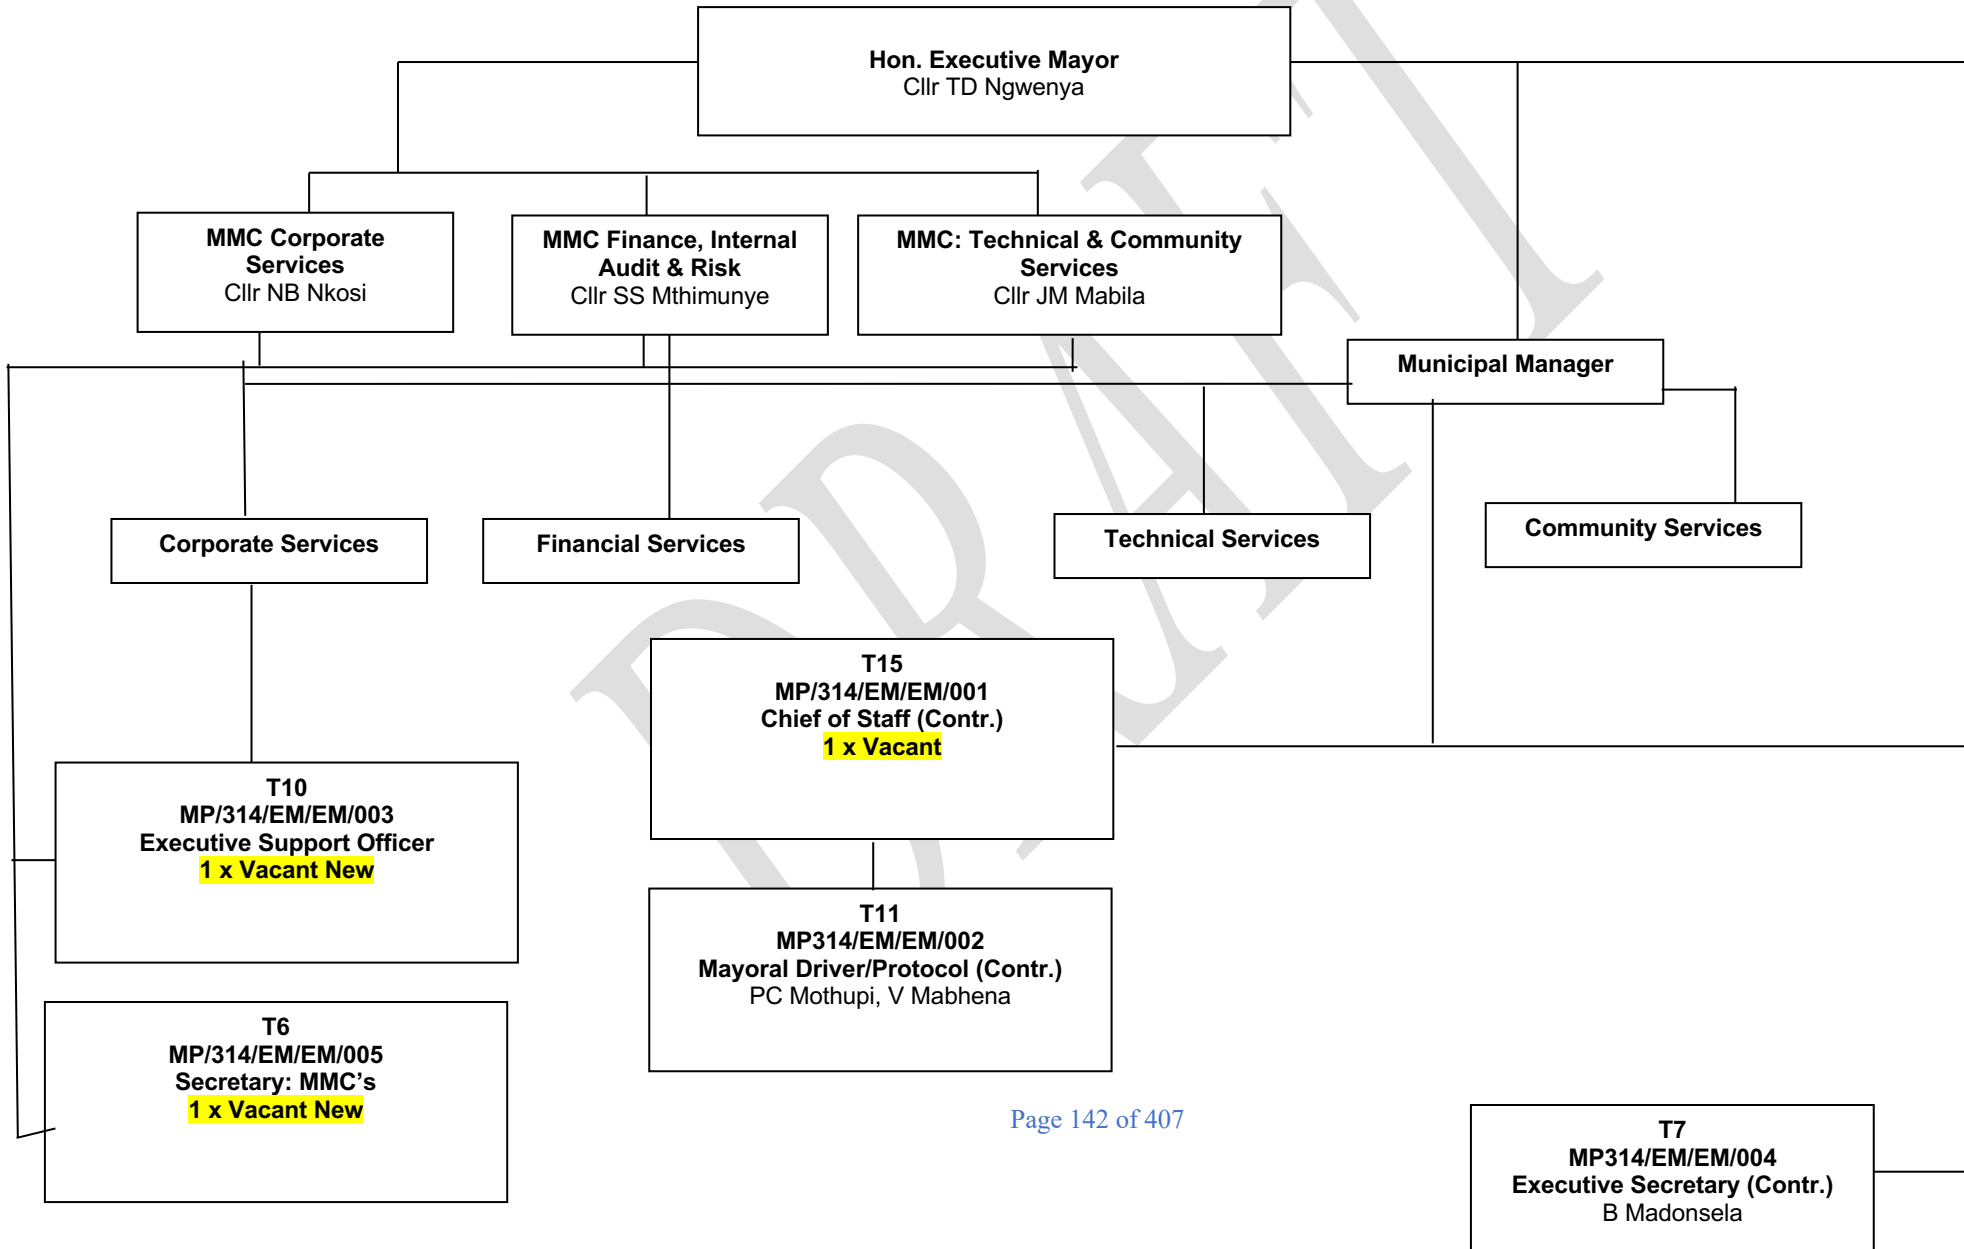 Hon. Executive Mayor
Cllr TD Ngwenya
MMC Corporate
Services
Cllr NB Nkosi
MMC Finance, Internal
Audit & Risk
Cllr SS Mthimunye
MMC: Technical & Community
Services
Cllr JM Mabila
Municipal Manager
Corporate Services
Financial Services
Technical Services
Community Services
T15
MP/314/EM/EM/001
Chief of Staff (Contr.)
1 x Vacant
T10
MP/314/EM/EM/003
Executive Support Officer
1 x Vacant New
T11
MP314/EM/EM/002
Mayoral Driver/Protocol (Contr.)
PC Mothupi, V Mabhena
T6
MP/314/EM/EM/005
Secretary: MMC’s
1 x Vacant New
T7
MP314/EM/EM/004
Executive Secretary (Contr.)
B Madonsela
Page 142 of 407
DRAFT